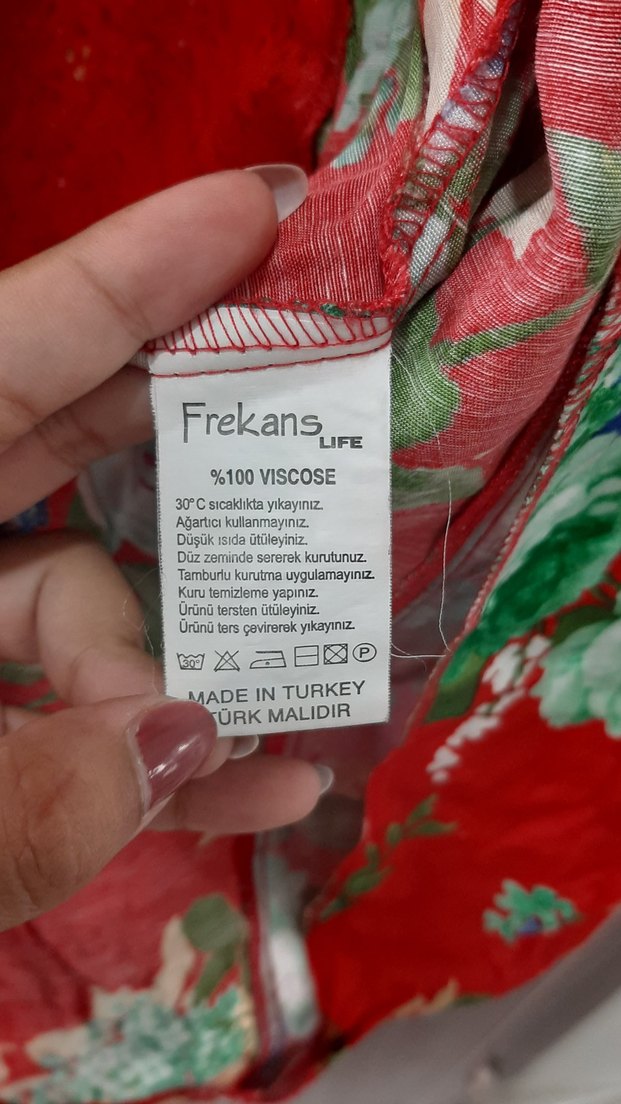 Frekans
LIFE
%100 VISCOSE
30°C sıcaklıkta yıkayınız.
Ağartıcı kullanmayınız.
Düşük ısıda ütüleyiniz.
Düz zeminde sererek kurutunuz.
Tamburlu kurutma uygulamayınız.
Kuru temizleme yapınız.
Ürünü tersten ütüleyiniz.
Ürünü ters çevirerek yıkayınız.
30° P
MADE IN TURKEY
TÜRK MALIDIR